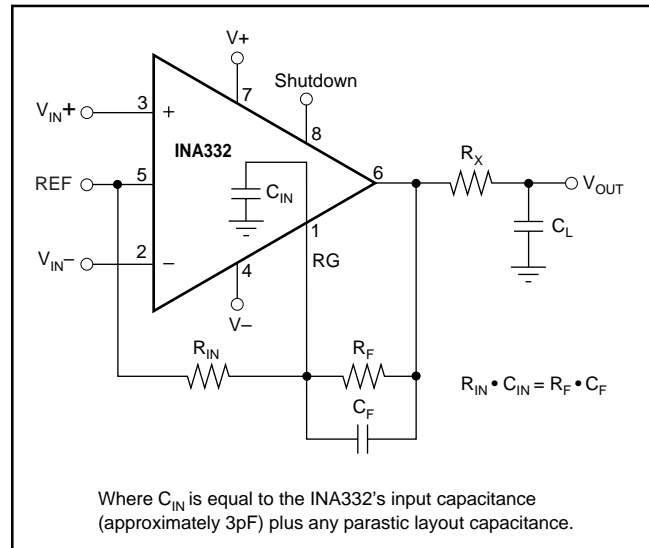 V+
Shutdown
V_IN+
3
+
7
8
INA332
REF
5
6
R_X
V_OUT
C_IN
C_L
1
V_IN–
2
–
4
RG
V–
R_IN
R_F
R_IN • C_IN = R_F • C_F
C_F
Where C_IN is equal to the INA332’s input capacitance
(approximately 3pF) plus any parastic layout capacitance.